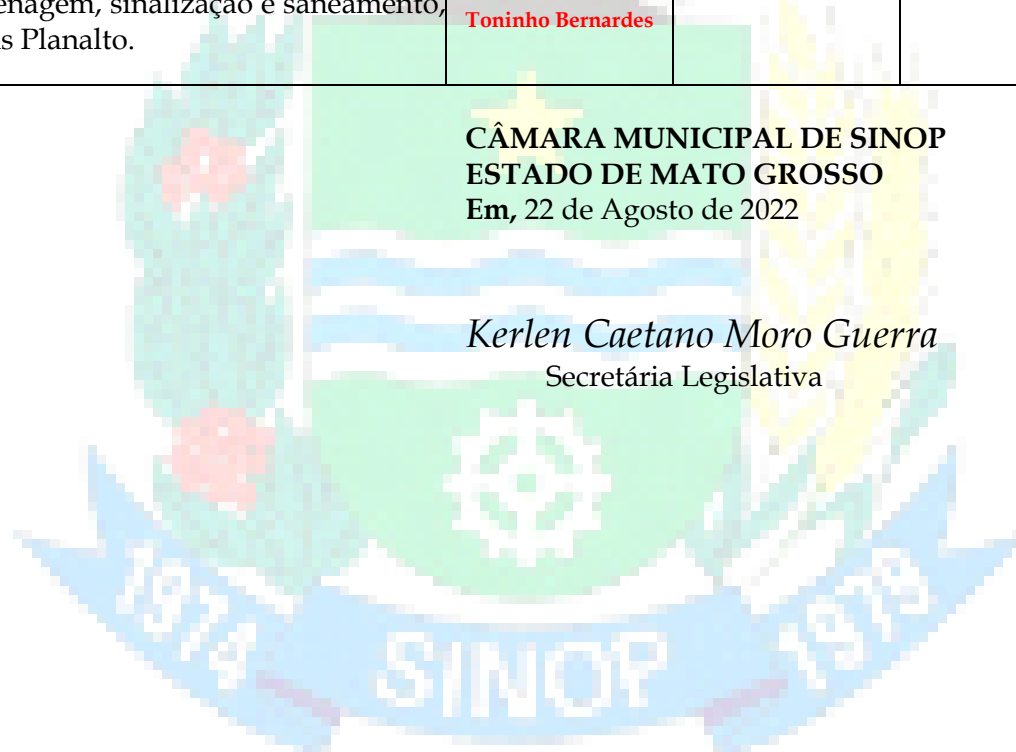 enagem, sinalização e saneamento,
s Planalto.
Toninho Bernardes
CÂMARA MUNICIPAL DE SINOP
ESTADO DE MATO GROSSO
Em, 22 de Agosto de 2022
Kerlen Caetano Moro Guerra
Secretária Legislativa
1974 SINOP 1979